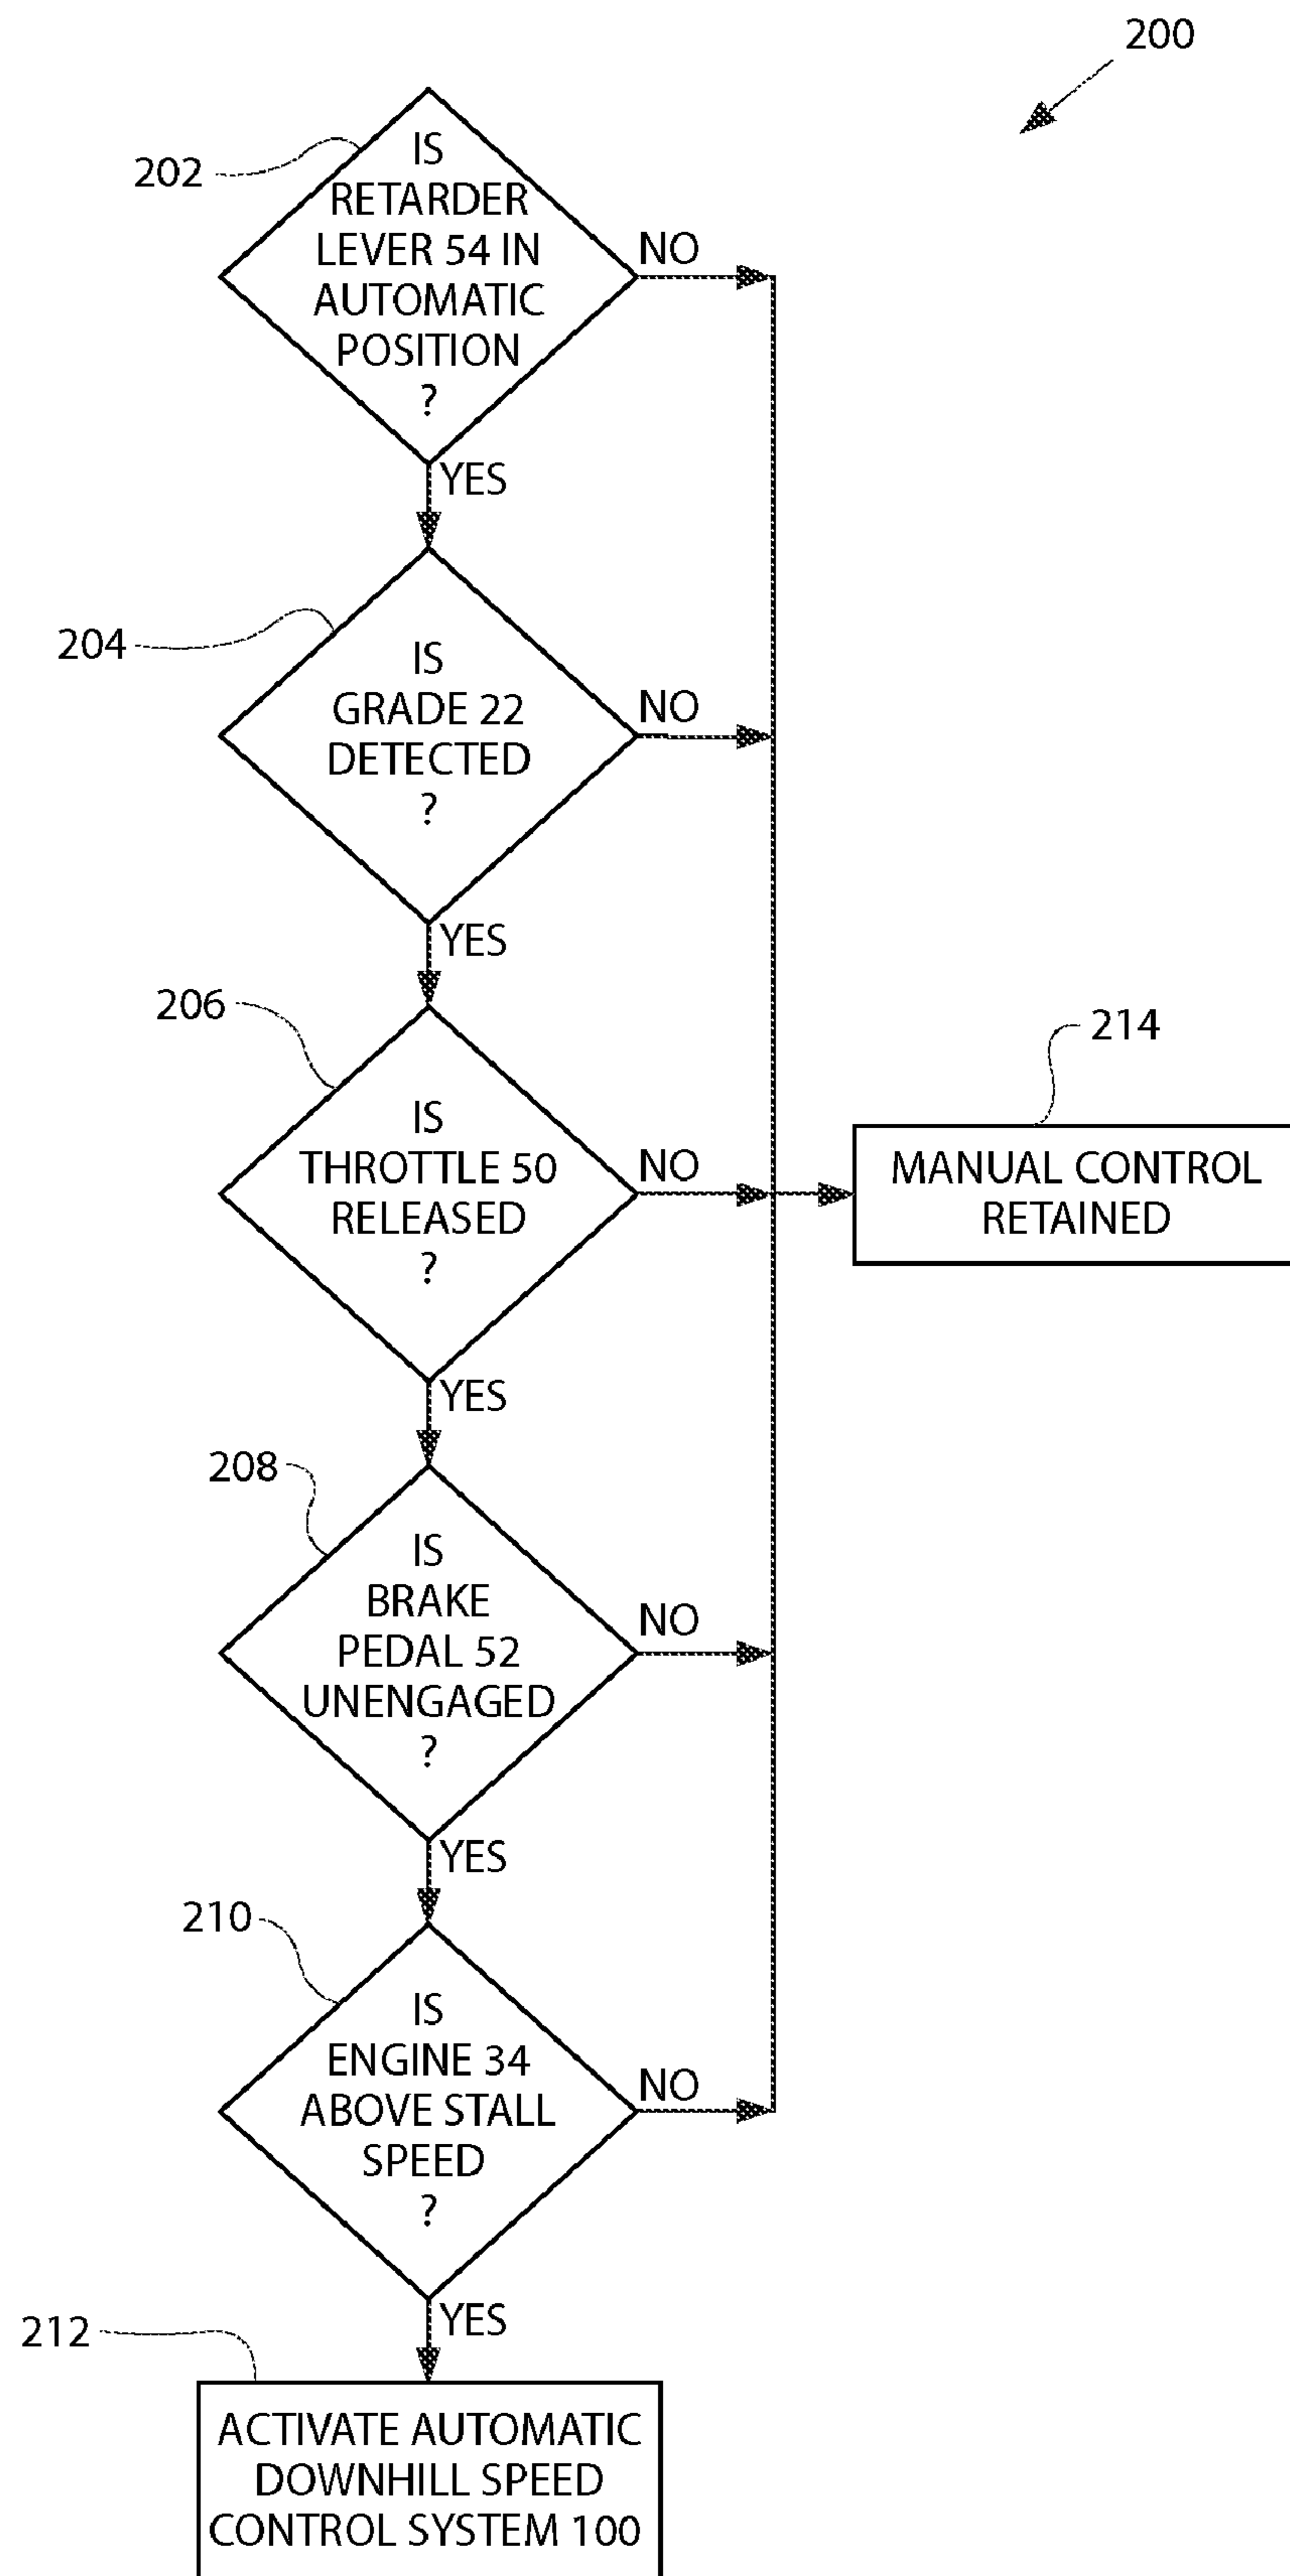 200
202
IS
RETARDER
LEVER 54 IN
AUTOMATIC
POSITION
?
NO
YES
204
IS
GRADE 22
DETECTED
?
NO
YES
206
IS
THROTTLE 50
RELEASED
?
NO
214
MANUAL CONTROL
RETAINED
YES
208
IS
BRAKE
PEDAL 52
UNENGAGED
?
NO
YES
210
IS
ENGINE 34
ABOVE STALL
SPEED
?
NO
YES
212
ACTIVATE AUTOMATIC
DOWNHILL SPEED
CONTROL SYSTEM 100